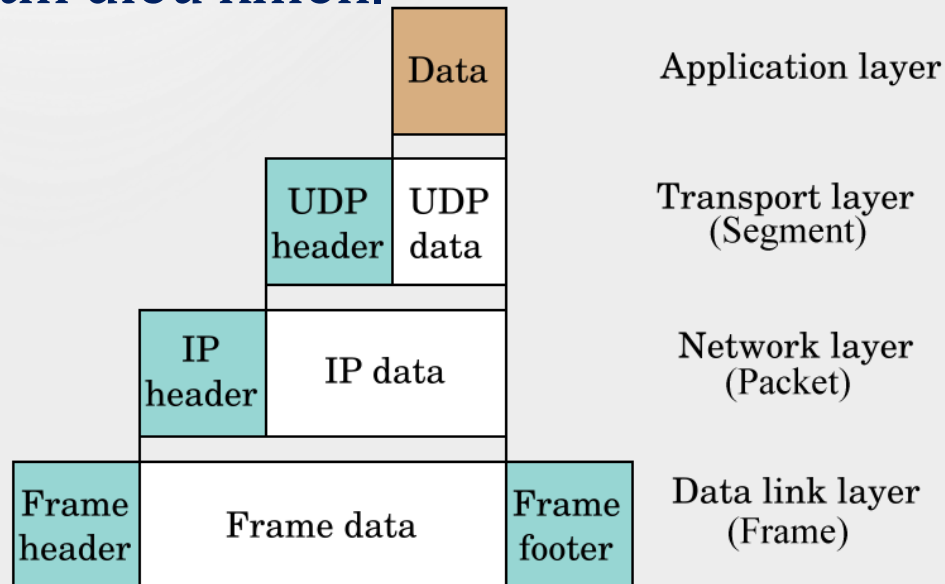 Data
Application layer
UDP
header
UDP
data
Transport layer
(Segment)
IP
header
IP data
Network layer
(Packet)
Frame
header
Frame data
Frame
footer
Data link layer
(Frame)